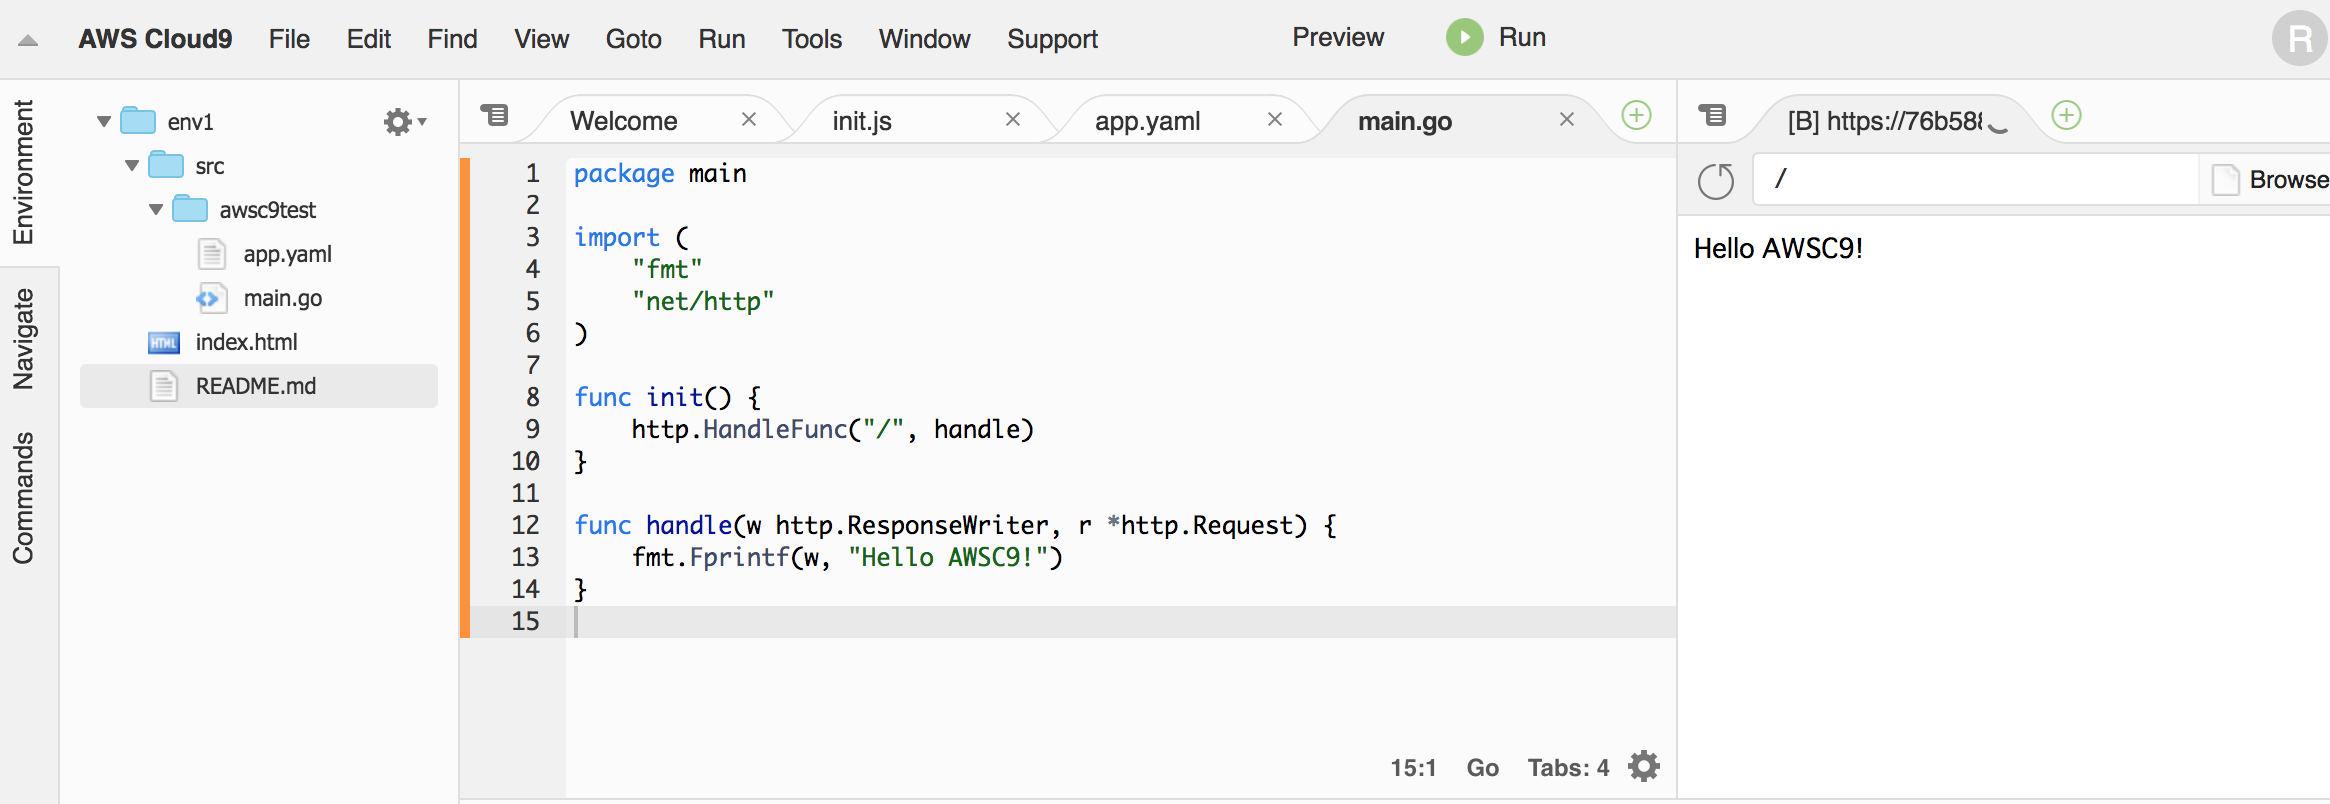 AWS Cloud9 File Edit Find View Goto Run Tools Window Support Preview Run R
Environment
Navigate
Commands
env1
src
awsc9test
app.yaml
main.go
HTML index.html
README.md
Welcome init.js app.yaml main.go
1 package main
2
3 import (
4 "fmt"
5 "net/http"
6 )
7
8 func init() {
9 http.HandleFunc("/", handle)
10 }
11
12 func handle(w http.ResponseWriter, r *http.Request) {
13 fmt.Fprintf(w, "Hello AWSC9!")
14 }
15
15:1 Go Tabs: 4
[B] https://76b58
/ Browse
Hello AWSC9!